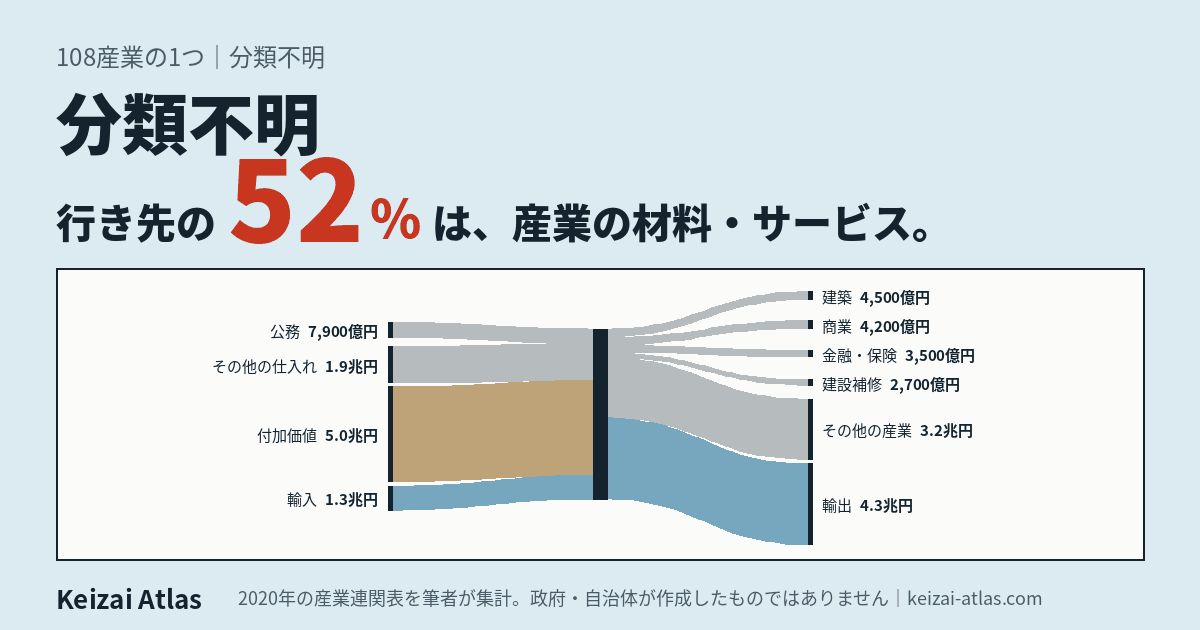 108産業の1つ｜分類不明
分類不明
行き先の 52% は、産業の材料・サービス。
公務 7,900億円
その他の仕入れ 1.9兆円
付加価値 5.0兆円
輸入 1.3兆円
建築 4,500億円
商業 4,200億円
金融・保険 3,500億円
建設補修 2,700億円
その他の産業 3.2兆円
輸出 4.3兆円
Keizai Atlas 2020年の産業連関表を筆者が集計。政府・自治体が作成したものではありません｜keizai-atlas.com